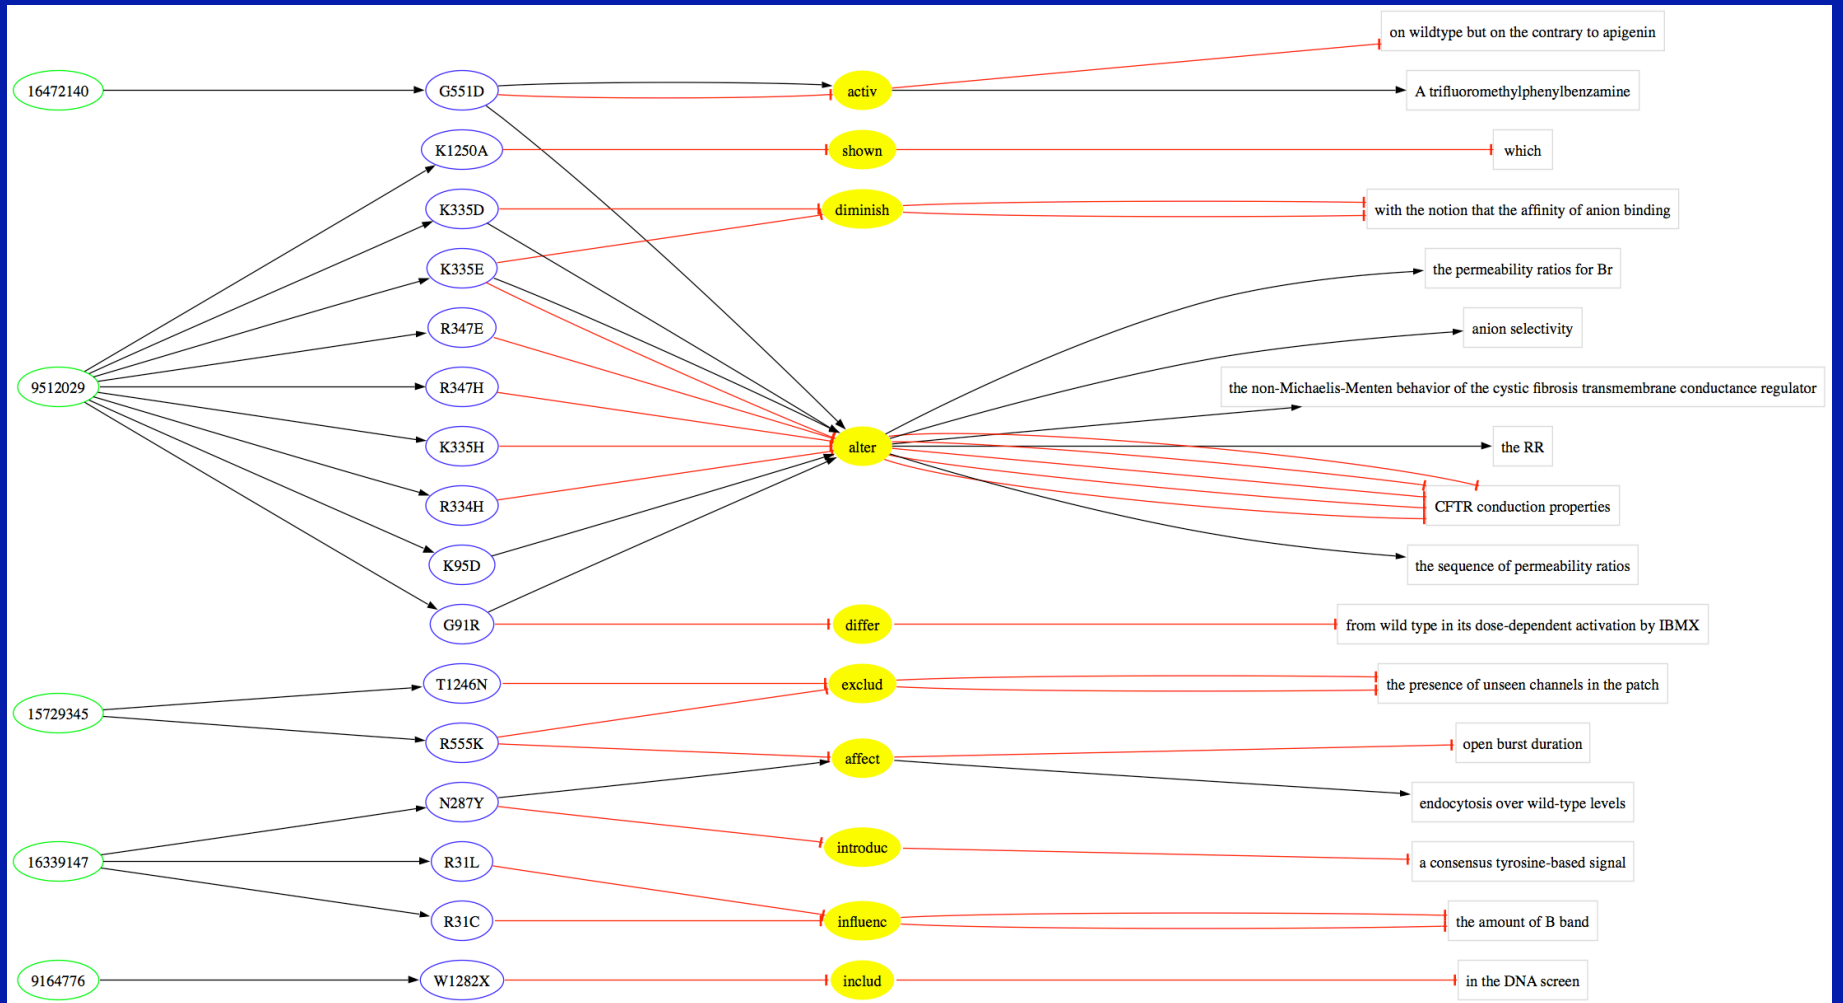 on wildtype but on the contrary to apigenin
16472140
G551D
activ
A trifluoromethylphenylbenzamine
K1250A
shown
which
K335D
diminish
with the notion that the affinity of anion binding
K335E
the permeability ratios for Br
R347E
anion selectivity
9512029
R347H
the non-Michaelis-Menten behavior of the cystic fibrosis transmembrane conductance regulator
K335H
alter
the RR
R334H
CFTR conduction properties
K95D
the sequence of permeability ratios
G91R
differ
from wild type in its dose-dependent activation by IBMX
15729345
T1246N
exclud
the presence of unseen channels in the patch
R555K
affect
open burst duration
N287Y
endocytosis over wild-type levels
16339147
R31L
introduc
a consensus tyrosine-based signal
R31C
influenc
the amount of B band
9164776
W1282X
includ
in the DNA screen